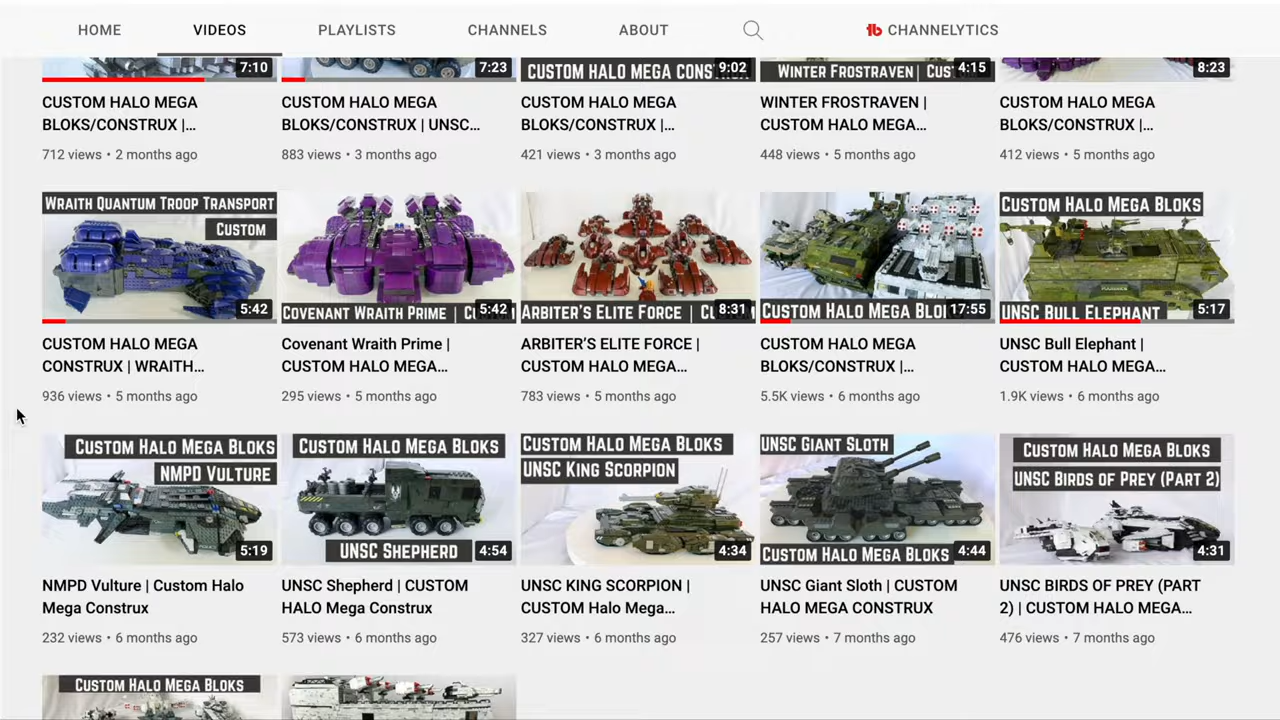 HOME VIDEOS PLAYLISTS CHANNELS ABOUT CHANNELYTICS
7:10 7:23 CUSTOM HALO MEGA 9:02 WINTER FROSTRAVEN | 4:15 8:23
CUSTOM HALO MEGA
BLOKS/CONSTRUX |...
712 views • 2 months ago
CUSTOM HALO MEGA
BLOKS/CONSTRUX | UNSC...
883 views • 3 months ago
CUSTOM HALO MEGA
BLOKS/CONSTRUX |...
421 views • 3 months ago
WINTER FROSTRAVEN |
CUSTOM HALO MEGA...
448 views • 5 months ago
CUSTOM HALO MEGA
BLOKS/CONSTRUX |...
412 views • 5 months ago
WRAITH QUANTUM TROOP TRANSPORT
CUSTOM
5:42
CUSTOM HALO MEGA
CONSTRUX | WRAITH...
936 views • 5 months ago
COVENANT WRAITH PRIME | 5:42
Covenant Wraith Prime |
CUSTOM HALO MEGA...
295 views • 5 months ago
ARBITER'S ELITE FORCE | 8:31
ARBITER'S ELITE FORCE |
CUSTOM HALO MEGA...
783 views • 5 months ago
CUSTOM HALO MEGA 17:55
CUSTOM HALO MEGA
BLOKS/CONSTRUX |...
5.5K views • 6 months ago
CUSTOM HALO MEGA BLOKS
UNSC BULL ELEPHANT 5:17
UNSC Bull Elephant |
CUSTOM HALO MEGA...
1.9K views • 6 months ago
CUSTOM HALO MEGA BLOKS
NMPD VULTURE
5:19
NMPD Vulture | Custom Halo
Mega Construx
232 views • 6 months ago
CUSTOM HALO MEGA BLOKS
UNSC SHEPHERD 4:54
UNSC Shepherd | CUSTOM
HALO Mega Construx
573 views • 6 months ago
CUSTOM HALO MEGA BLOKS
UNSC KING SCORPION
4:34
UNSC KING SCORPION |
CUSTOM Halo Mega...
327 views • 6 months ago
UNSC GIANT SLOTH
CUSTOM HALO MEGA BLOKS 4:44
UNSC Giant Sloth | CUSTOM
HALO MEGA CONSTRUX
257 views • 7 months ago
CUSTOM HALO MEGA BLOKS
UNSC BIRDS OF PREY (PART 2)
4:31
UNSC BIRDS OF PREY (PART
2) | CUSTOM HALO MEGA...
476 views • 7 months ago
CUSTOM HALO MEGA BLOKS